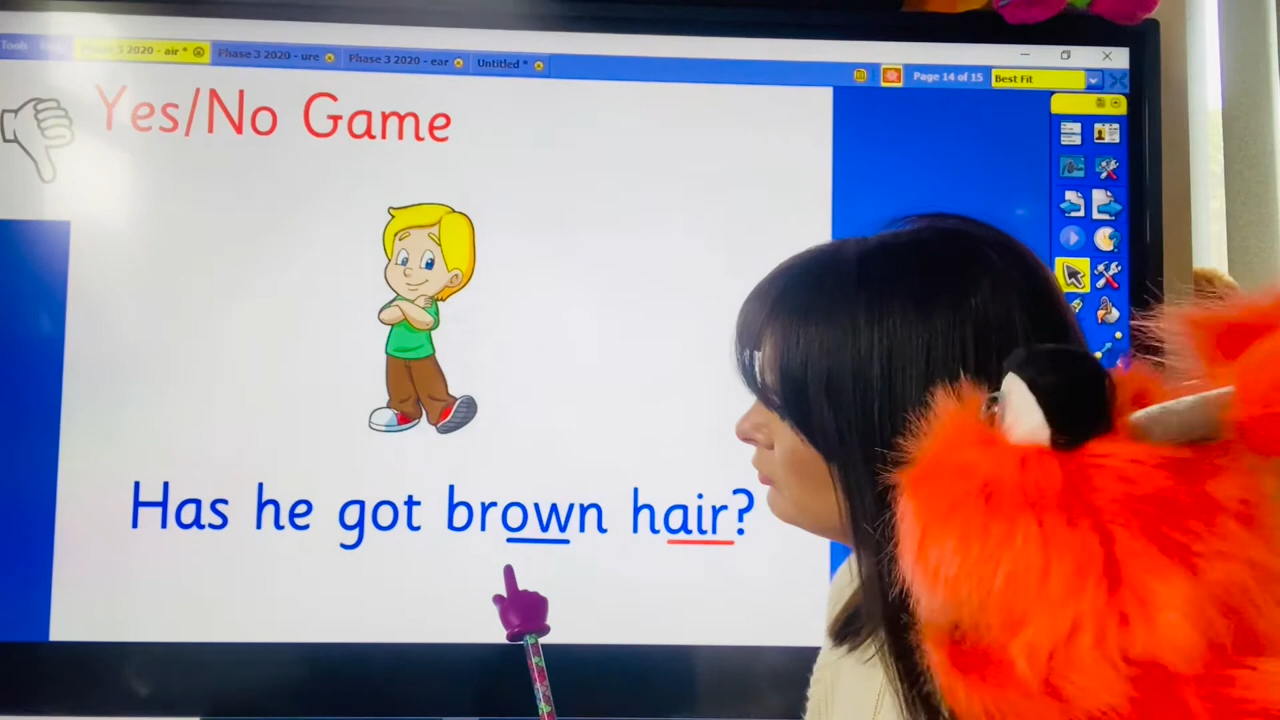 Tools
Phase 3 2020 - air *
Phase 3 2020 - ure
Phase 3 2020 - ear
Untitled *
Page 14 of 15
Best Fit
Yes/No Game
Has he got brown hair?